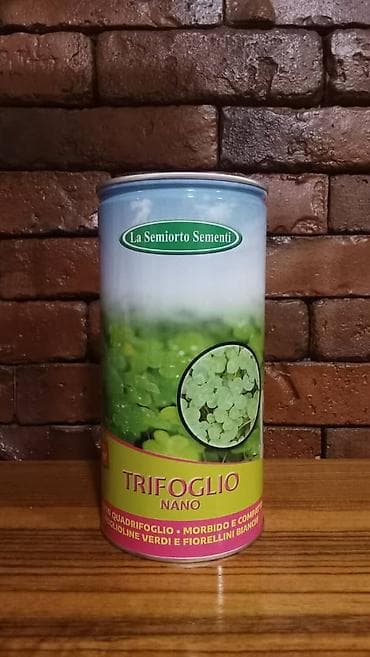 La Semiorto Sementi
TRIFOGLIO
NANO
QUADRIFOGLIO • MORBIDO E
VERDI E FIORELLINI BIANCHI